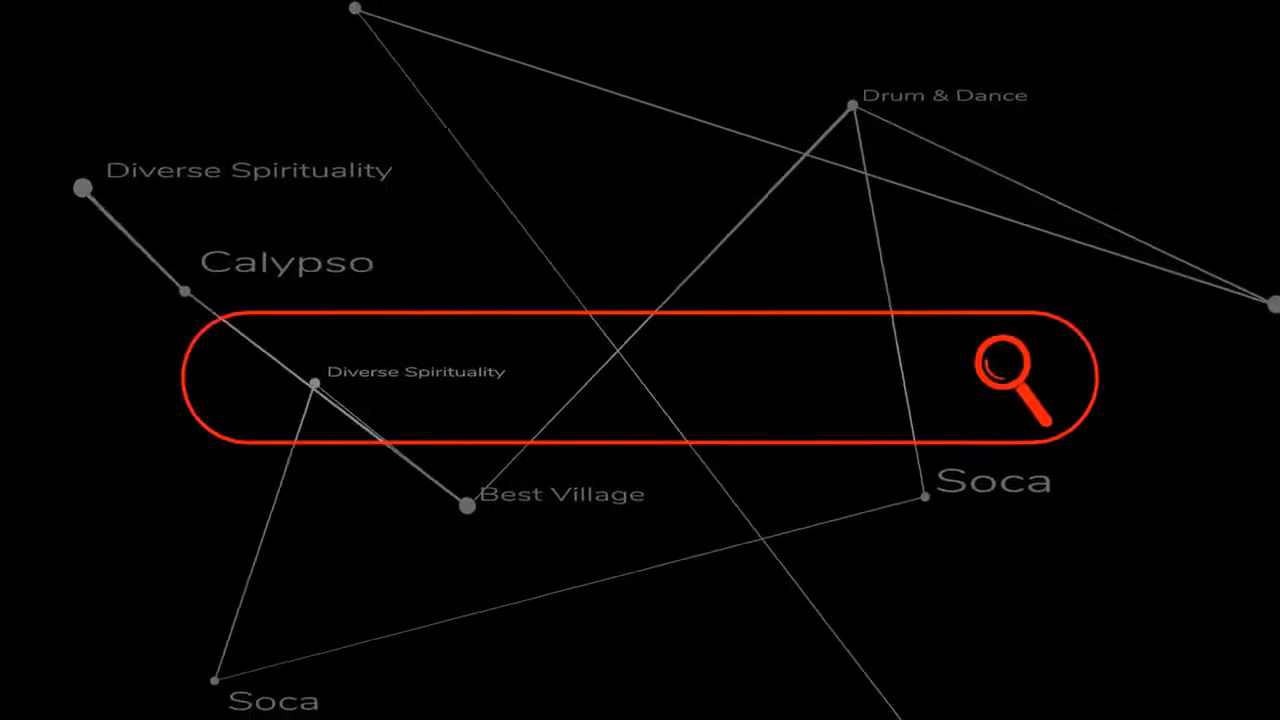 Drum & Dance
Diverse Spirituality
Calypso
Diverse Spirituality
Soca
Best Village
Soca